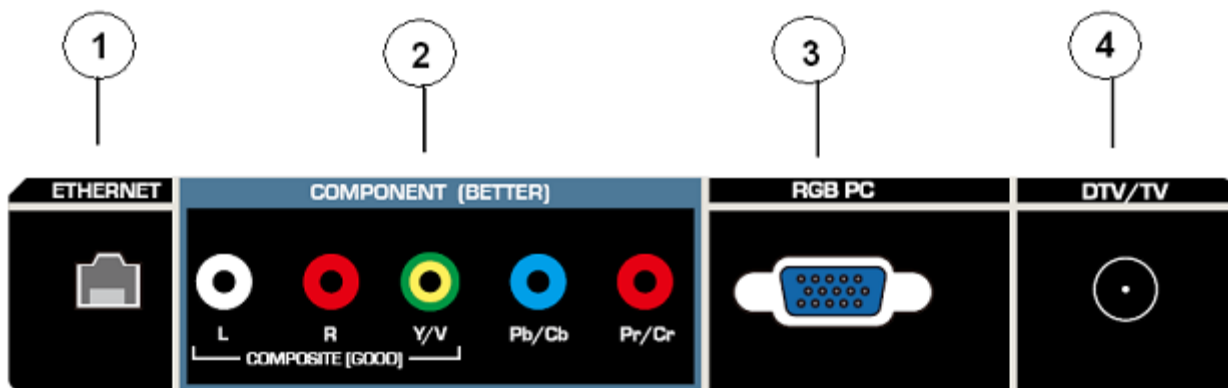 1 2 3 4
ETHERNET COMPONENT (BETTER) RGB PC DTV/TV
L R Y/V Pb/Cb Pr/Cr
COMPOSITE (GOOD)